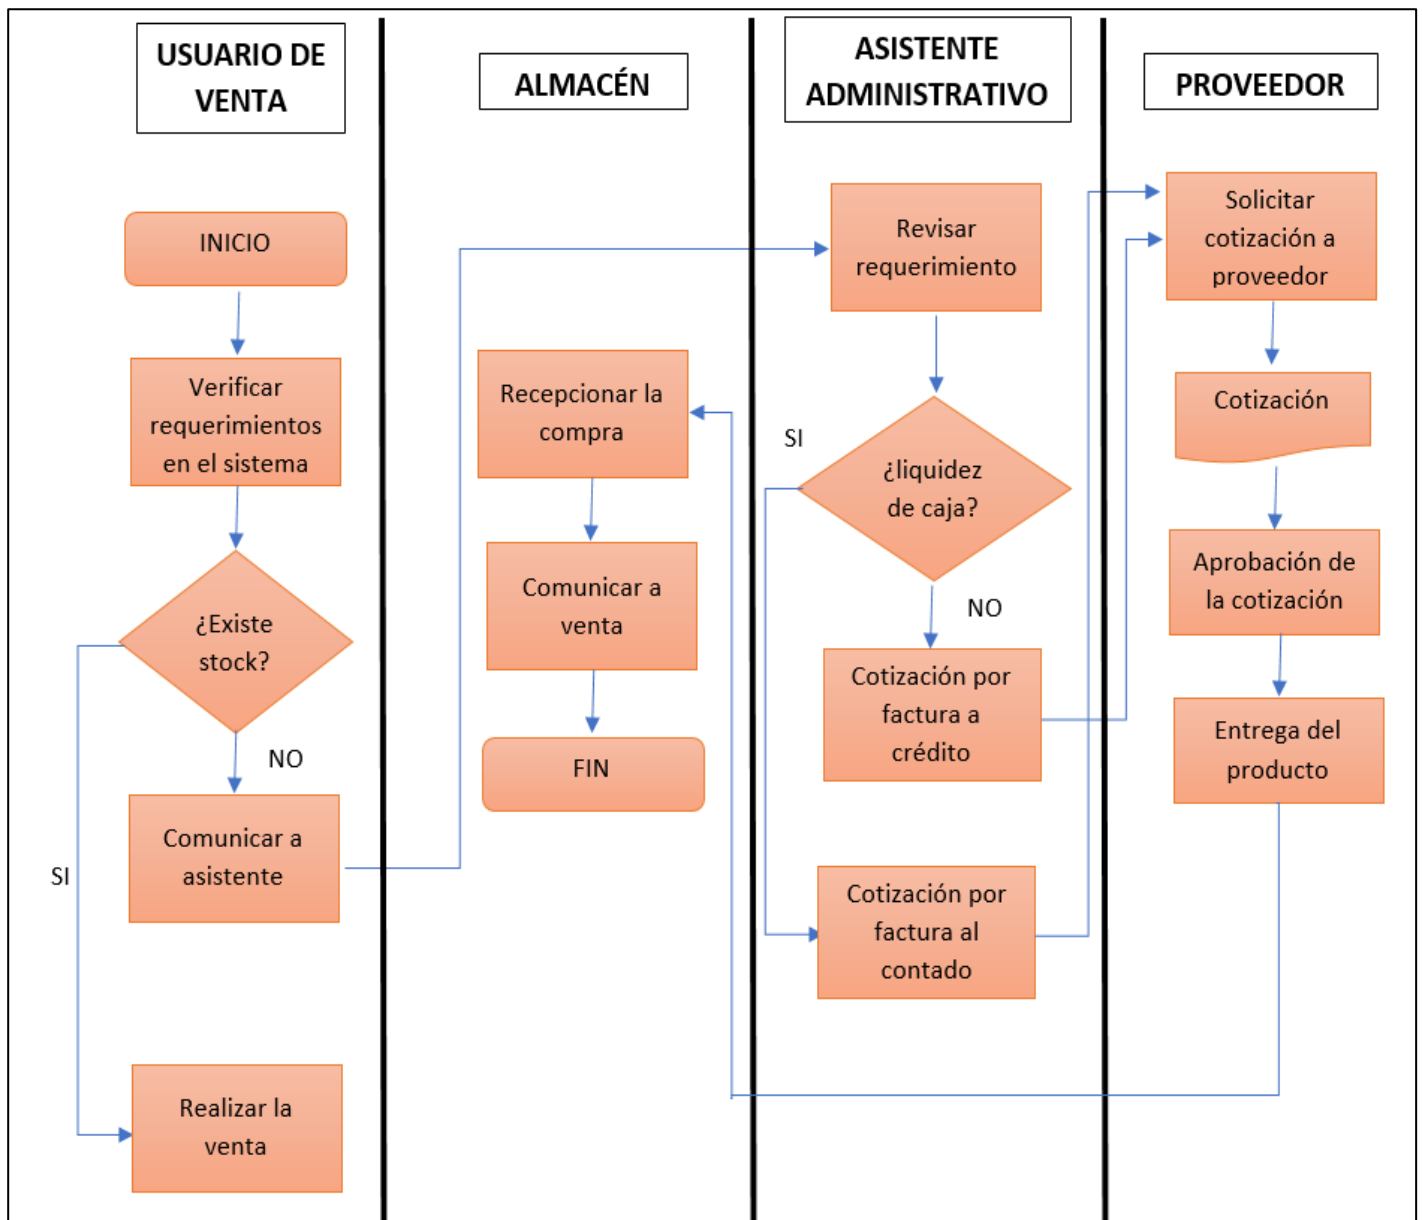 USUARIO DE
VENTA
INICIO
Verificar
requerimientos
en el sistema
¿Existe
stock?
NO
SI
Comunicar a
asistente
Realizar la
venta
ALMACÉN
Recepcionar la
compra
Comunicar a
venta
FIN
ASISTENTE
ADMINISTRATIVO
Revisar
requerimiento
SI
¿liquidez
de caja?
NO
Cotización por
factura a
crédito
Cotización por
factura al
contado
PROVEEDOR
Solicitar
cotización a
proveedor
Cotización
Aprobación de
la cotización
Entrega del
producto